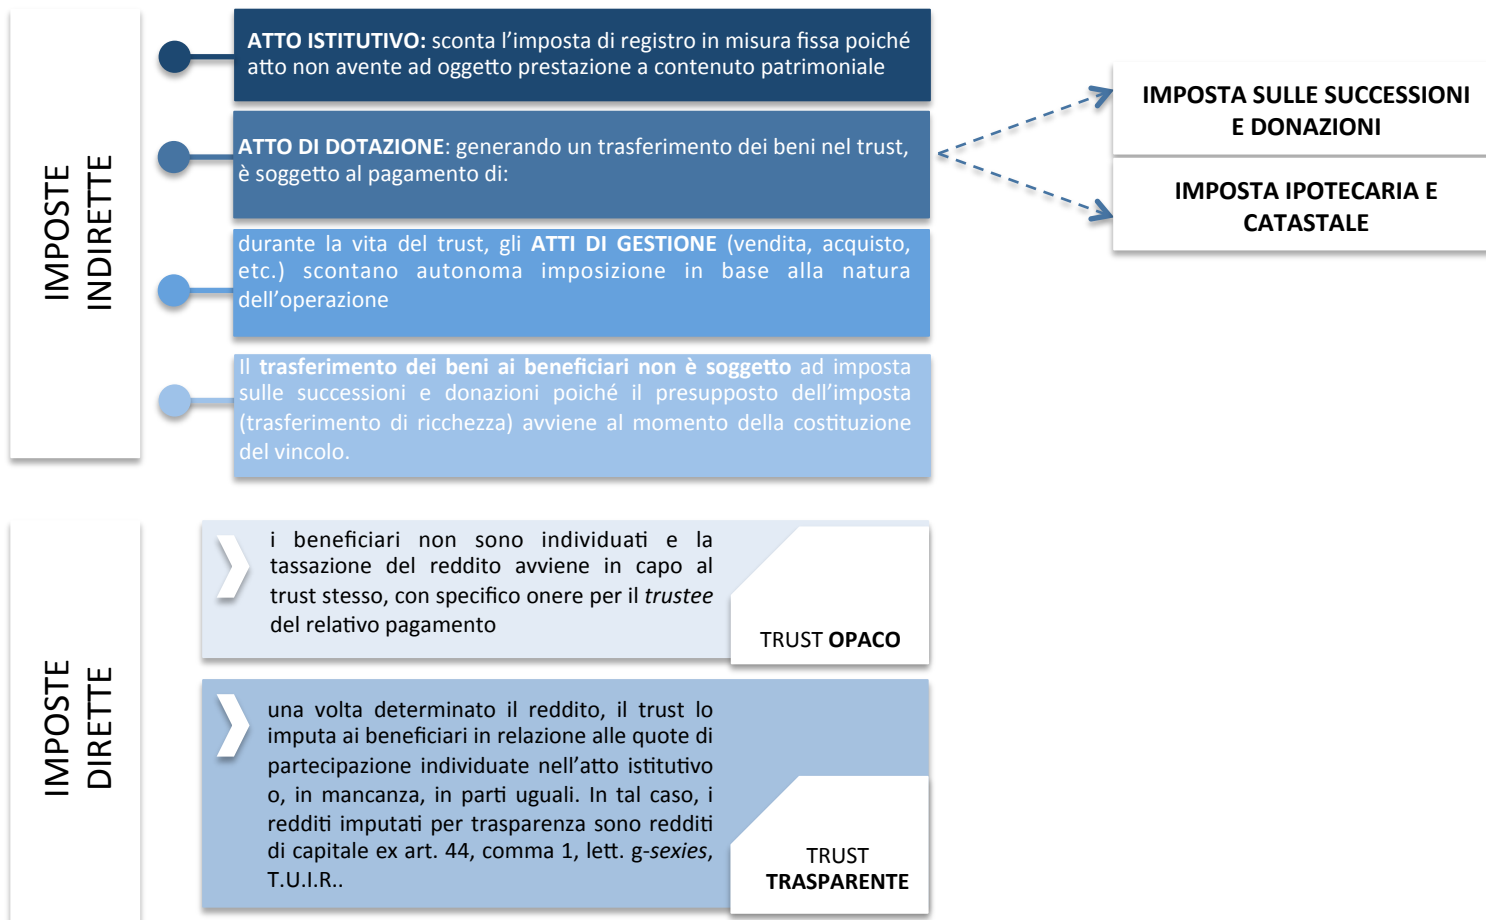 IMPOSTE
INDIRETTE
ATTO ISTITUTIVO: sconta l’imposta di registro in misura fissa poiché
atto non avente ad oggetto prestazione a contenuto patrimoniale
ATTO DI DOTAZIONE: generando un trasferimento dei beni nel trust,
è soggetto al pagamento di:
IMPOSTA SULLE SUCCESSIONI
E DONAZIONI
IMPOSTA IPOTECARIA E
CATASTALE
durante la vita del trust, gli ATTI DI GESTIONE (vendita, acquisto,
etc.) scontano autonoma imposizione in base alla natura
dell’operazione
Il trasferimento dei beni ai beneficiari non è soggetto ad imposta
sulle successioni e donazioni poiché il presupposto dell’imposta
(trasferimento di ricchezza) avviene al momento della costituzione
del vincolo.
IMPOSTE
DIRETTE
i beneficiari non sono individuati e la
tassazione del reddito avviene in capo al
trust stesso, con specifico onere per il trustee
del relativo pagamento
TRUST OPACO
una volta determinato il reddito, il trust lo
imputa ai beneficiari in relazione alle quote di
partecipazione individuate nell’atto istitutivo
o, in mancanza, in parti uguali. In tal caso, i
redditi imputati per trasparenza sono redditi
di capitale ex art. 44, comma 1, lett. g-sexies,
T.U.I.R..
TRUST
TRASPARENTE